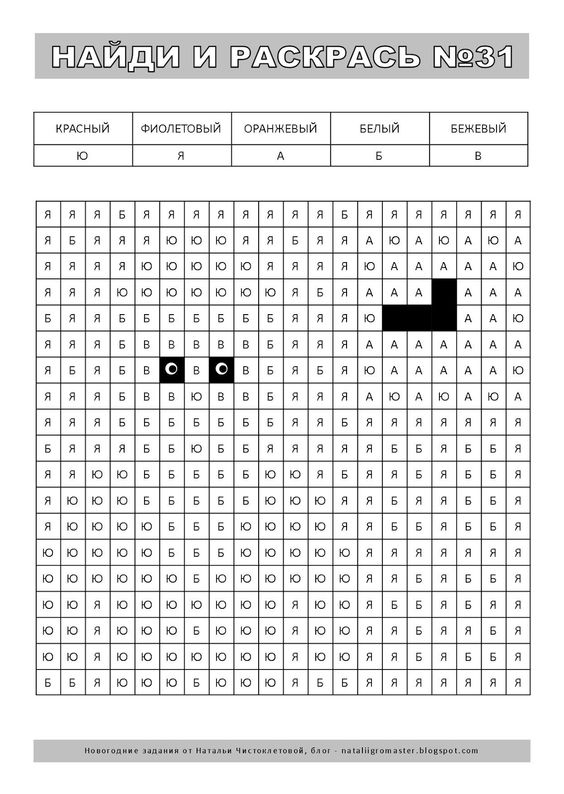 НАЙДИ И РАСКРАСЬ №31
КРАСНЫЙ ФИОЛЕТОВЫЙ ОРАНЖЕВЫЙ БЕЛЫЙ БЕЖЕВЫЙ
Ю Я А Б В
Я Я Я Б Я Я Я Я Я Я Я Я Б Я Я Я Я Я Я Я
Я Б Я Я Я Ю Ю Ю Я Я Б Я Я А Ю А Ю А Ю А
Я Я Я Я Ю Ю Ю Ю Ю Я Я Я Я Ю А А А А А Ю
Я Я Я Ю Ю Ю Ю Ю Ю Ю Я Б Я А А А А А А
Б Я Я Б Б Б Б Б Б Б Я Я Я Ю А А Ю
Я Я Я Б В В В В В Б Я Я Я А А А А А А А
Я Б Я Б В В В Б Я Б Я Ю А А А А А Ю
Я Я Я Б В В Ю В В Б Я Я Я А Ю А Ю А Ю А
Я Я Я Б Б Б Б Б Б Б Я Я Б Я Я Я Я Я Я Я
Б Я Я Я Б Б Ю Б Б Я Я Я Я Я Б Б Я Б Б Я
Я Я Ю Ю Б Б Б Б Б Ю Ю Я Б Я Я Б Я Б Б Я
Я Ю Ю Ю Б Б Б Б Б Ю Ю Ю Я Я Б Б Я Я Б Я
Я Ю Ю Ю Ю Б Б Б Ю Ю Ю Ю Я Я Б Б Я Б Б Я
Ю Ю Ю Ю Ю Б Б Б Ю Ю Ю Ю Ю Я Я Я Я Я Я Я
Ю Ю Ю Ю Ю Ю Б Ю Ю Ю Ю Ю Ю Я Я Б Я Б Б Я
Ю Ю Я Ю Ю Ю Ю Ю Ю Ю Я Ю Ю Я Б Б Я Б Я Я
Ю Ю Я Ю Ю Ю Б Ю Ю Ю Я Ю Ю Я Я Б Я Я Б Я
Ю Ю Я Ю Ю Ю Ю Ю Ю Ю Я Ю Ю Я Я Б Я Б Б Я
Б Б Я Ю Ю Ю Б Ю Ю Ю Я Б Б Я Я Я Я Я Я Я
Новогодние задания от Натальи Чистоклетовой, блог - nataliigromaster.blogspot.com